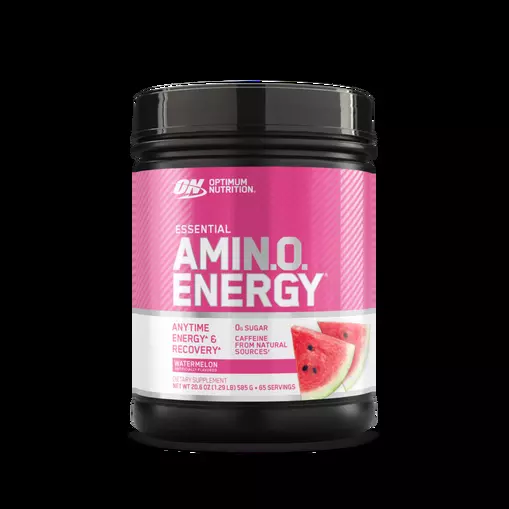 ON OPTIMUM
NUTRITION®
ESSENTIAL
AMIN.O.
ENERGY®
ANYTIME
ENERGY* &
RECOVERY*
0G SUGAR
CAFFEINE
FROM NATURAL
SOURCES†
WATERMELON
DIETARY SUPPLEMENT
NET WT 20.6 OZ (1.29 LB) 585 G • 65 SERVINGS